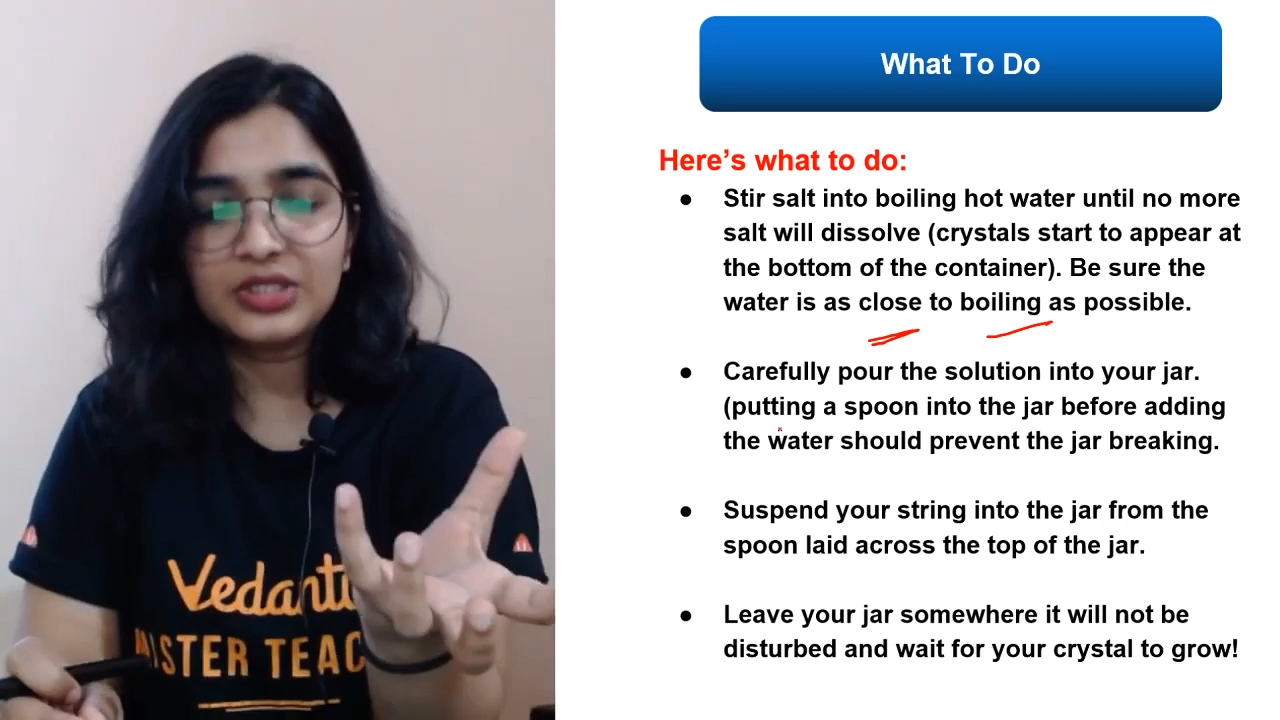 What To Do
Here’s what to do:
● Stir salt into boiling hot water until no more
salt will dissolve (crystals start to appear at
the bottom of the container). Be sure the
water is as close to boiling as possible.
● Carefully pour the solution into your jar.
(putting a spoon into the jar before adding
the water should prevent the jar breaking.
● Suspend your string into the jar from the
spoon laid across the top of the jar.
● Leave your jar somewhere it will not be
disturbed and wait for your crystal to grow!